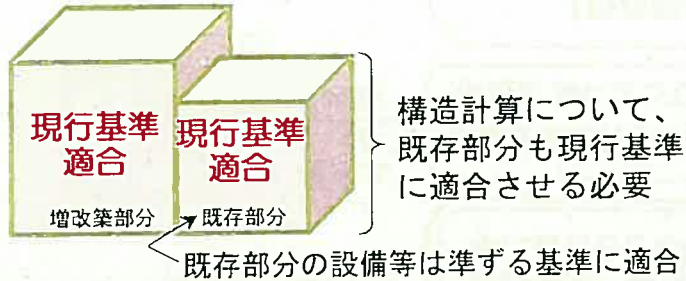 現行基準
適合
現行基準
適合
増改築部分
既存部分
構造計算について、
既存部分も現行基準
に適合させる必要
既存部分の設備等は準ずる基準に適合